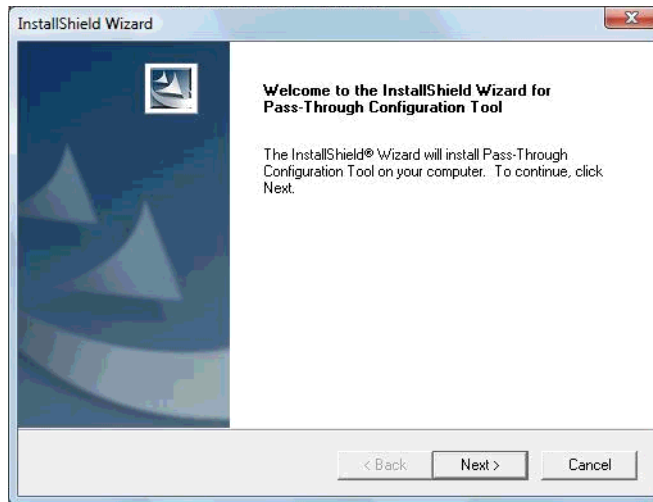 InstallShield Wizard
Welcome to the InstallShield Wizard for
Pass-Through Configuration Tool
The InstallShield® Wizard will install Pass-Through
Configuration Tool on your computer. To continue, click
Next.
< Back
Next >
Cancel